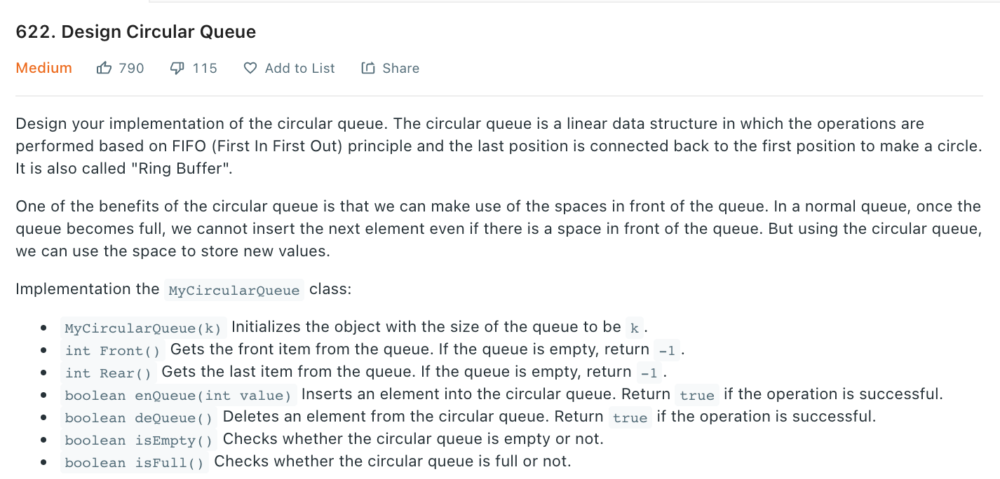 622. Design Circular Queue
Medium 790 115 Add to List Share
Design your implementation of the circular queue. The circular queue is a linear data structure in which the operations are
performed based on FIFO (First In First Out) principle and the last position is connected back to the first position to make a circle.
It is also called "Ring Buffer".
One of the benefits of the circular queue is that we can make use of the spaces in front of the queue. In a normal queue, once the
queue becomes full, we cannot insert the next element even if there is a space in front of the queue. But using the circular queue,
we can use the space to store new values.
Implementation the MyCircularQueue class:
• MyCircularQueue(k) Initializes the object with the size of the queue to be k .
• int Front() Gets the front item from the queue. If the queue is empty, return -1 .
• int Rear() Gets the last item from the queue. If the queue is empty, return -1 .
• boolean enQueue(int value) Inserts an element into the circular queue. Return true if the operation is successful.
• boolean deQueue() Deletes an element from the circular queue. Return true if the operation is successful.
• boolean isEmpty() Checks whether the circular queue is empty or not.
• boolean isFull() Checks whether the circular queue is full or not.